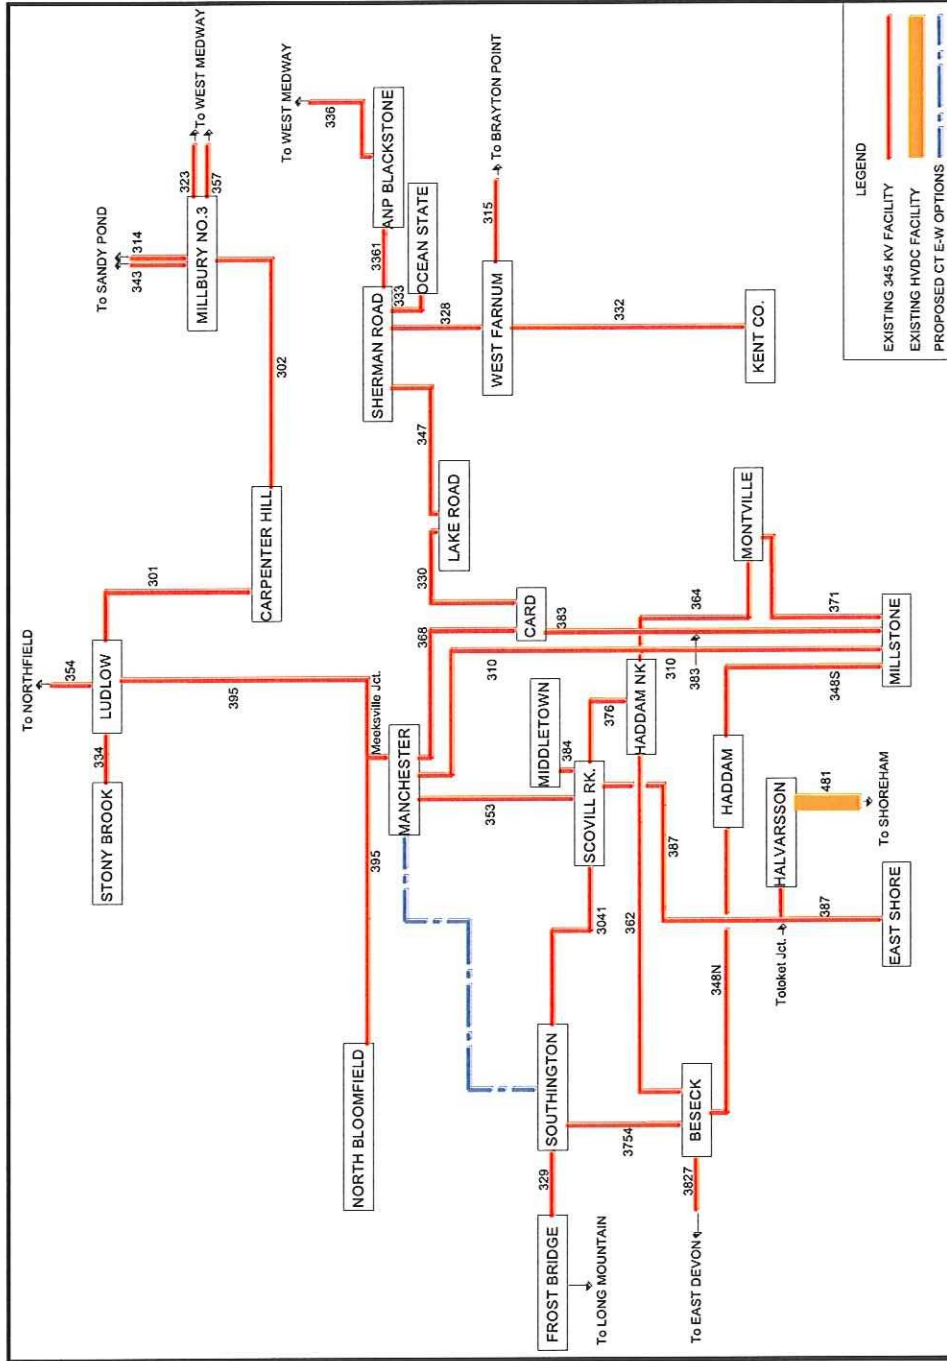 To NORTHFIELD
354
STONY BROOK
334
LUDLOW
301
395
CARPENTER HILL
302
To SANDY POND
343
314
MILLBURY NO.3
323
357
To WEST MEDWAY
To WEST MEDWAY
336
ANP BLACKSTONE
3361
OCEAN STATE
333
SHERMAN ROAD
328
347
WEST FARNUM
315
To BRAYTON POINT
332
KENT CO.
LAKE ROAD
330
CARD
368
383
Meeksville Jct.
395
NORTH BLOOMFIELD
MANCHESTER
310
353
MIDDLETOWN
384
SCOVILL RK.
376
HADDAM NK
364
MONTVILLE
371
310
383
348S
MILLSTONE
HADDAM
HALVARSSON
481
To SHOREHAM
387
387
Totoket Jct.
EAST SHORE
3041
362
348N
SOUTHINGTON
3754
BESECK
329
3827
FROST BRIDGE
To LONG MOUNTAIN
To EAST DEVON
LEGEND
EXISTING 345 KV FACILITY
EXISTING HVDC FACILITY
PROPOSED CT E-W OPTIONS